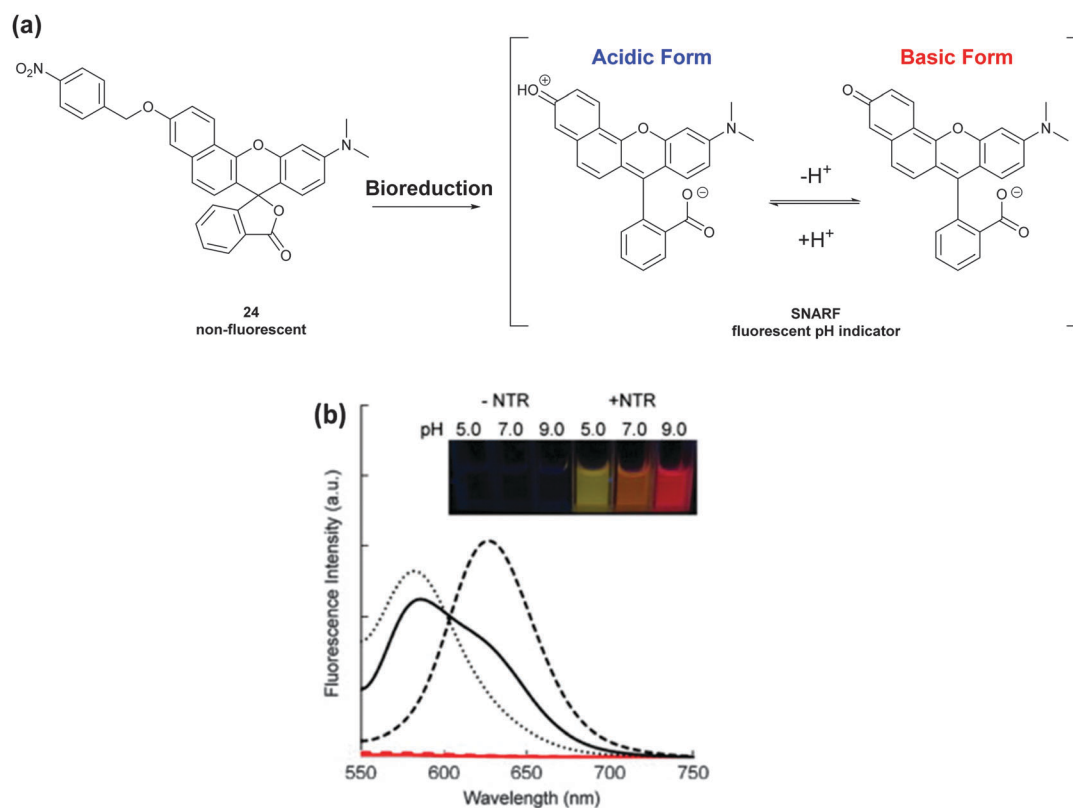 (a)
Acidic Form
Basic Form
O₂N
O
O
N
O
O
HO
⊕
O
N
O
⊖
O
O
O
N
O
⊖
O
Bioreduction
-H⁺
+H⁺
24
non-fluorescent
SNARF
fluorescent pH indicator
(b)
- NTR +NTR
pH 5.0 7.0 9.0 5.0 7.0 9.0
Fluorescence Intensity (a.u.)
550 600 650 700 750
Wavelength (nm)